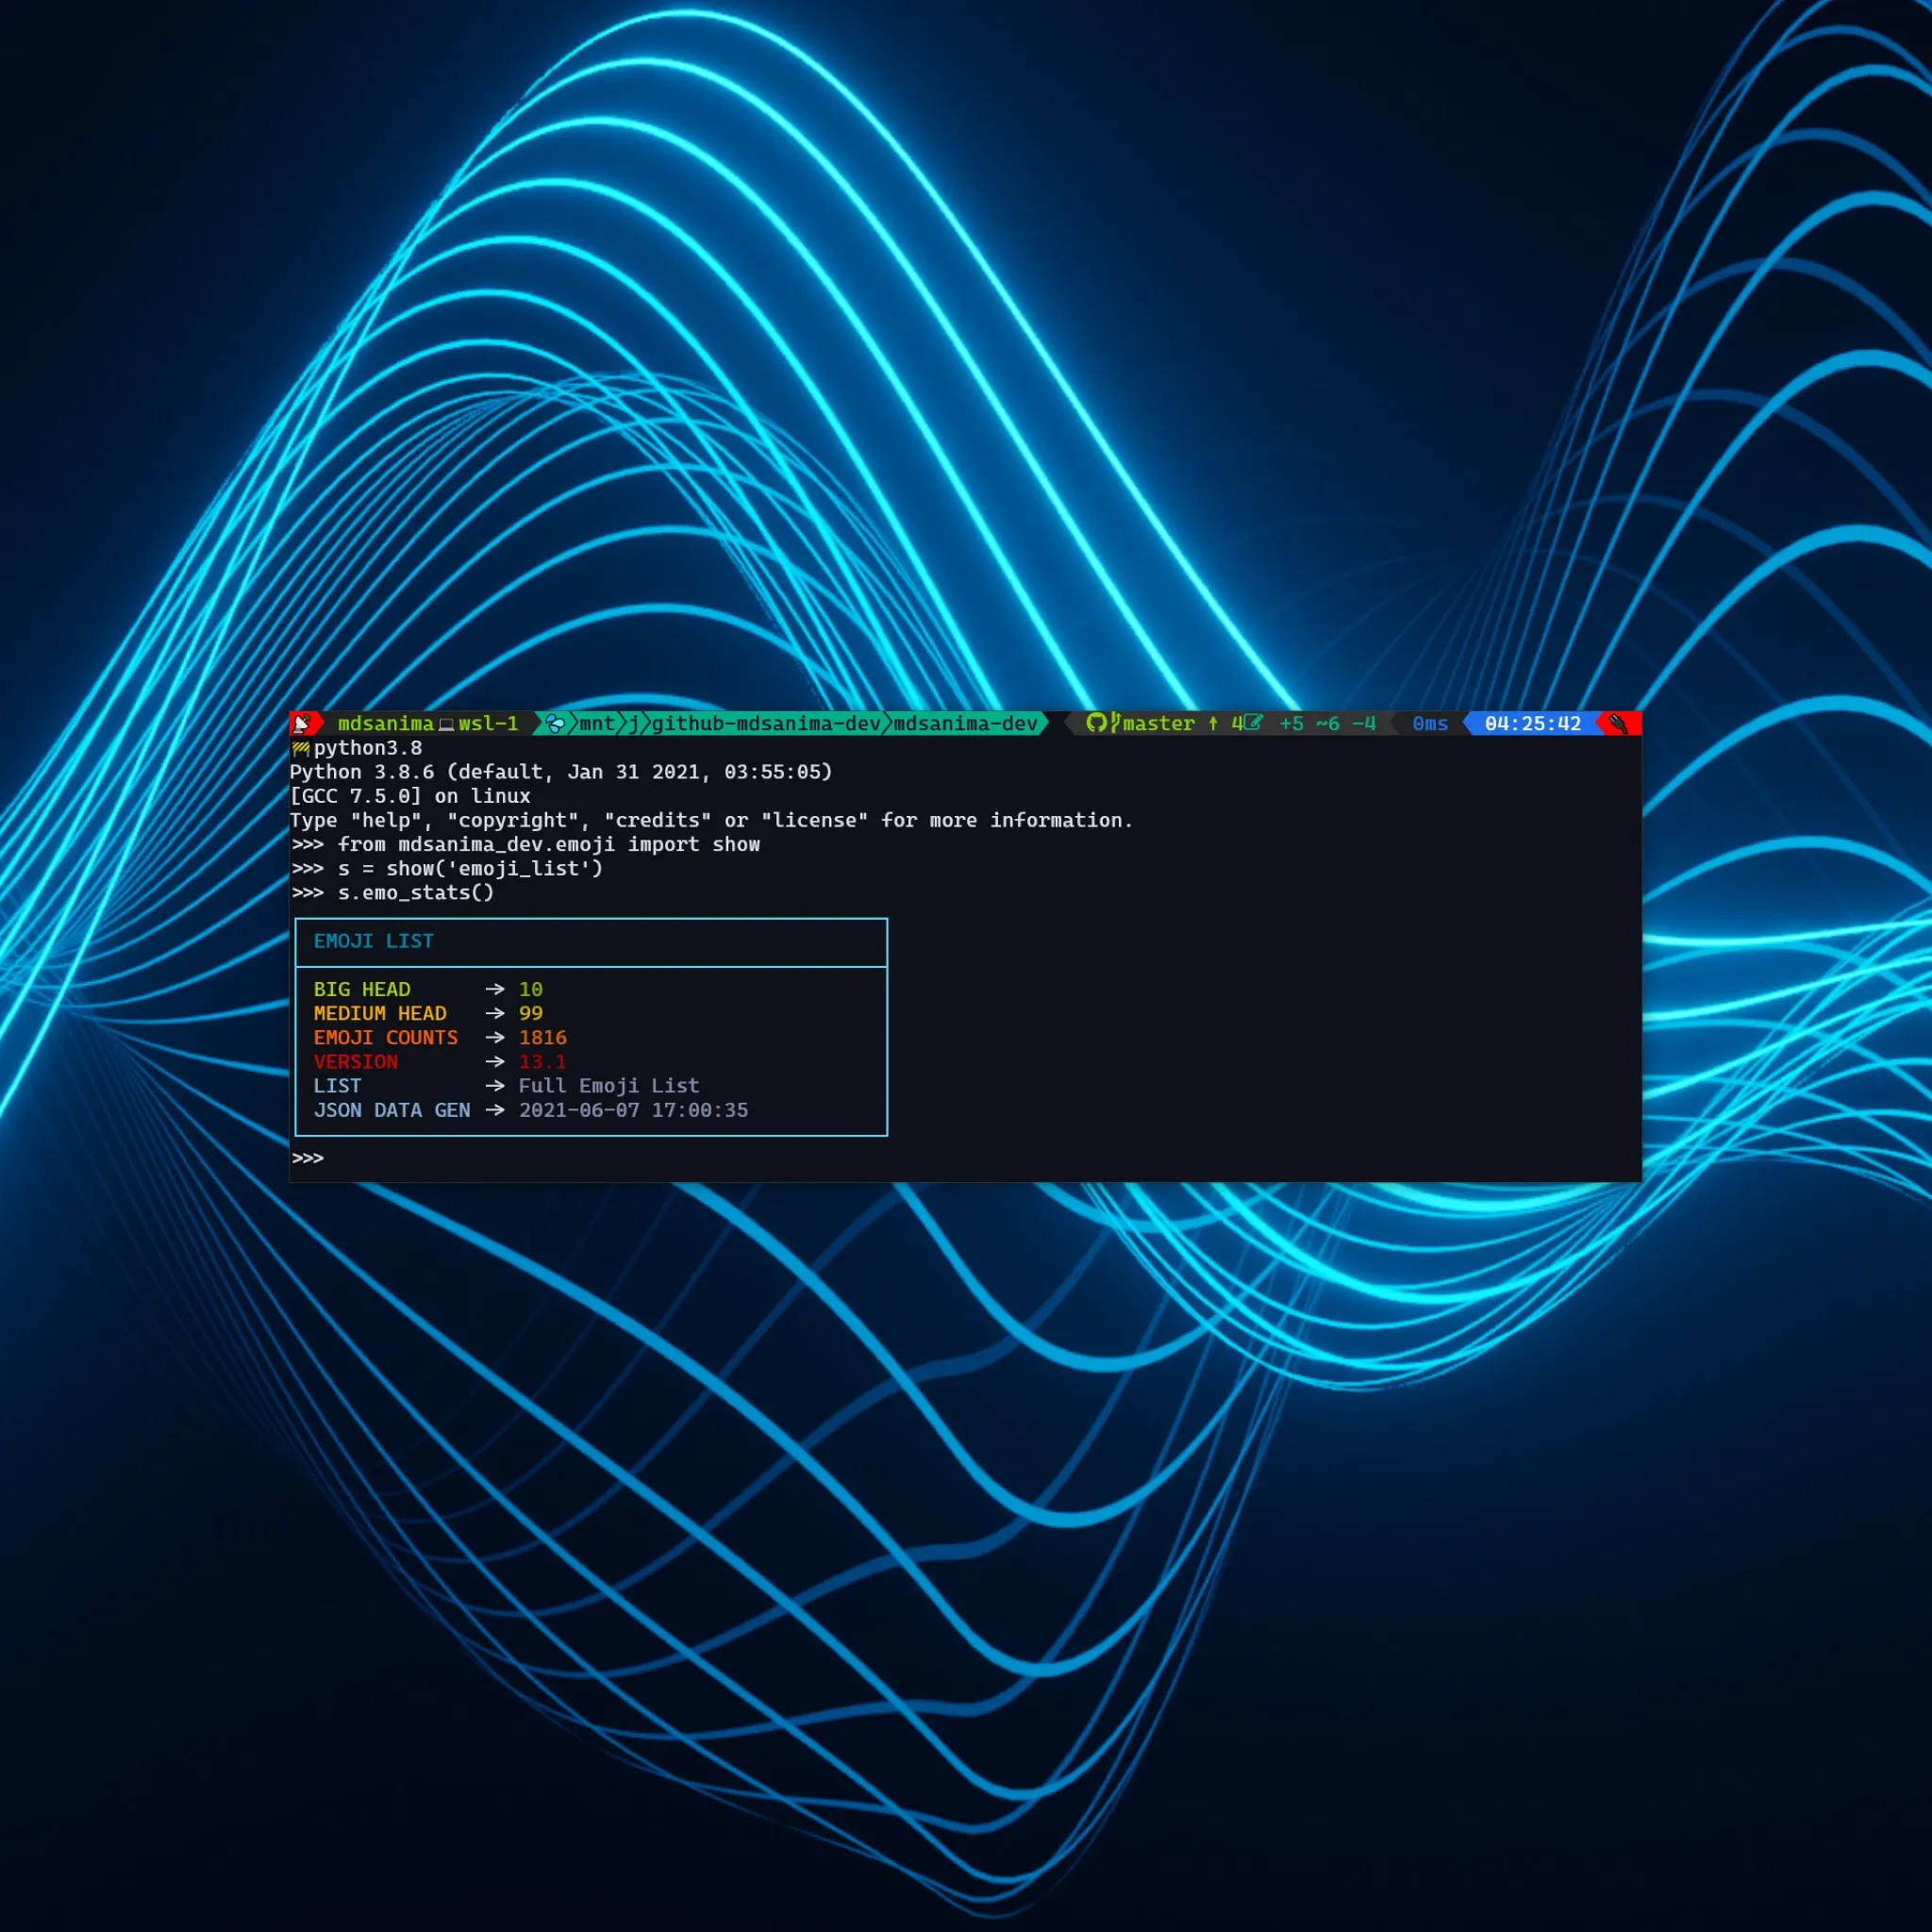 mdsanima wsl-1 mnt j github-mdsanima-dev mdsanima-dev master ↑ 4 +5 ~6 -4 0ms 04:25:42
python3.8
Python 3.8.6 (default, Jan 31 2021, 03:55:05)
[GCC 7.5.0] on linux
Type "help", "copyright", "credits" or "license" for more information.
>>> from mdsanima_dev.emoji import show
>>> s = show('emoji_list')
>>> s.emo_stats()
EMOJI LIST
BIG HEAD → 10
MEDIUM HEAD → 99
EMOJI COUNTS → 1816
VERSION → 13.1
LIST → Full Emoji List
JSON DATA GEN → 2021-06-07 17:00:35
>>>